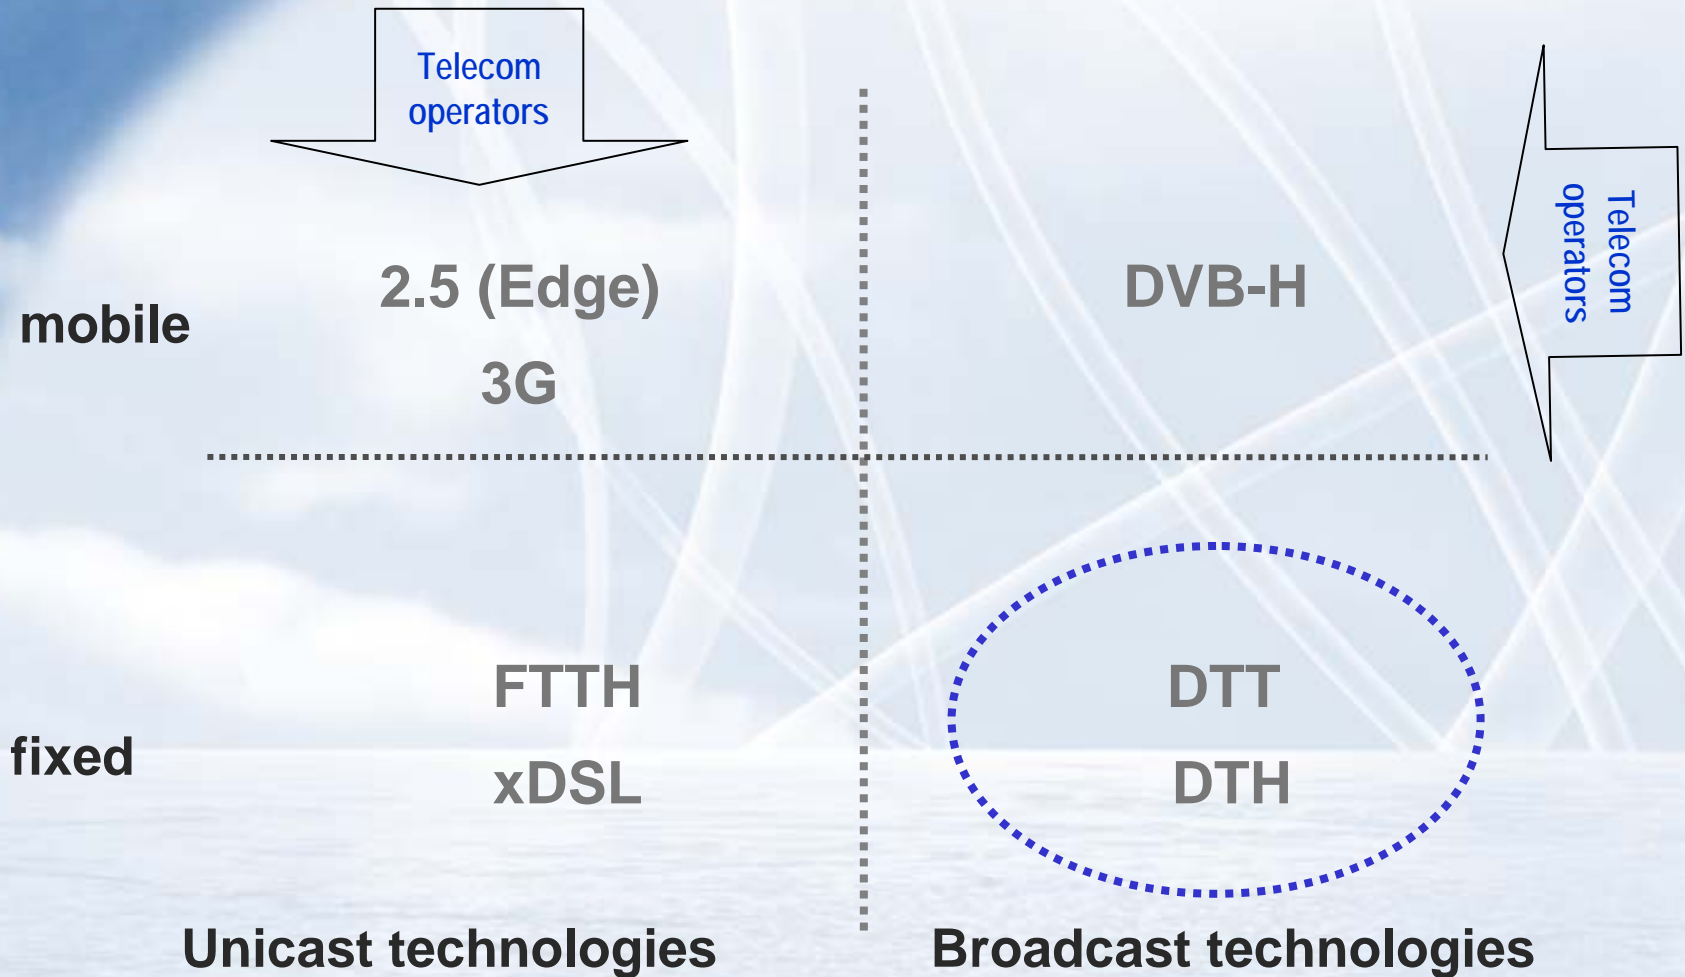 Telecom
operators
Telecom
operators
2.5 (Edge)
DVB-H
mobile
3G
FTTH
DTT
fixed
xDSL
DTH
Unicast technologies
Broadcast technologies